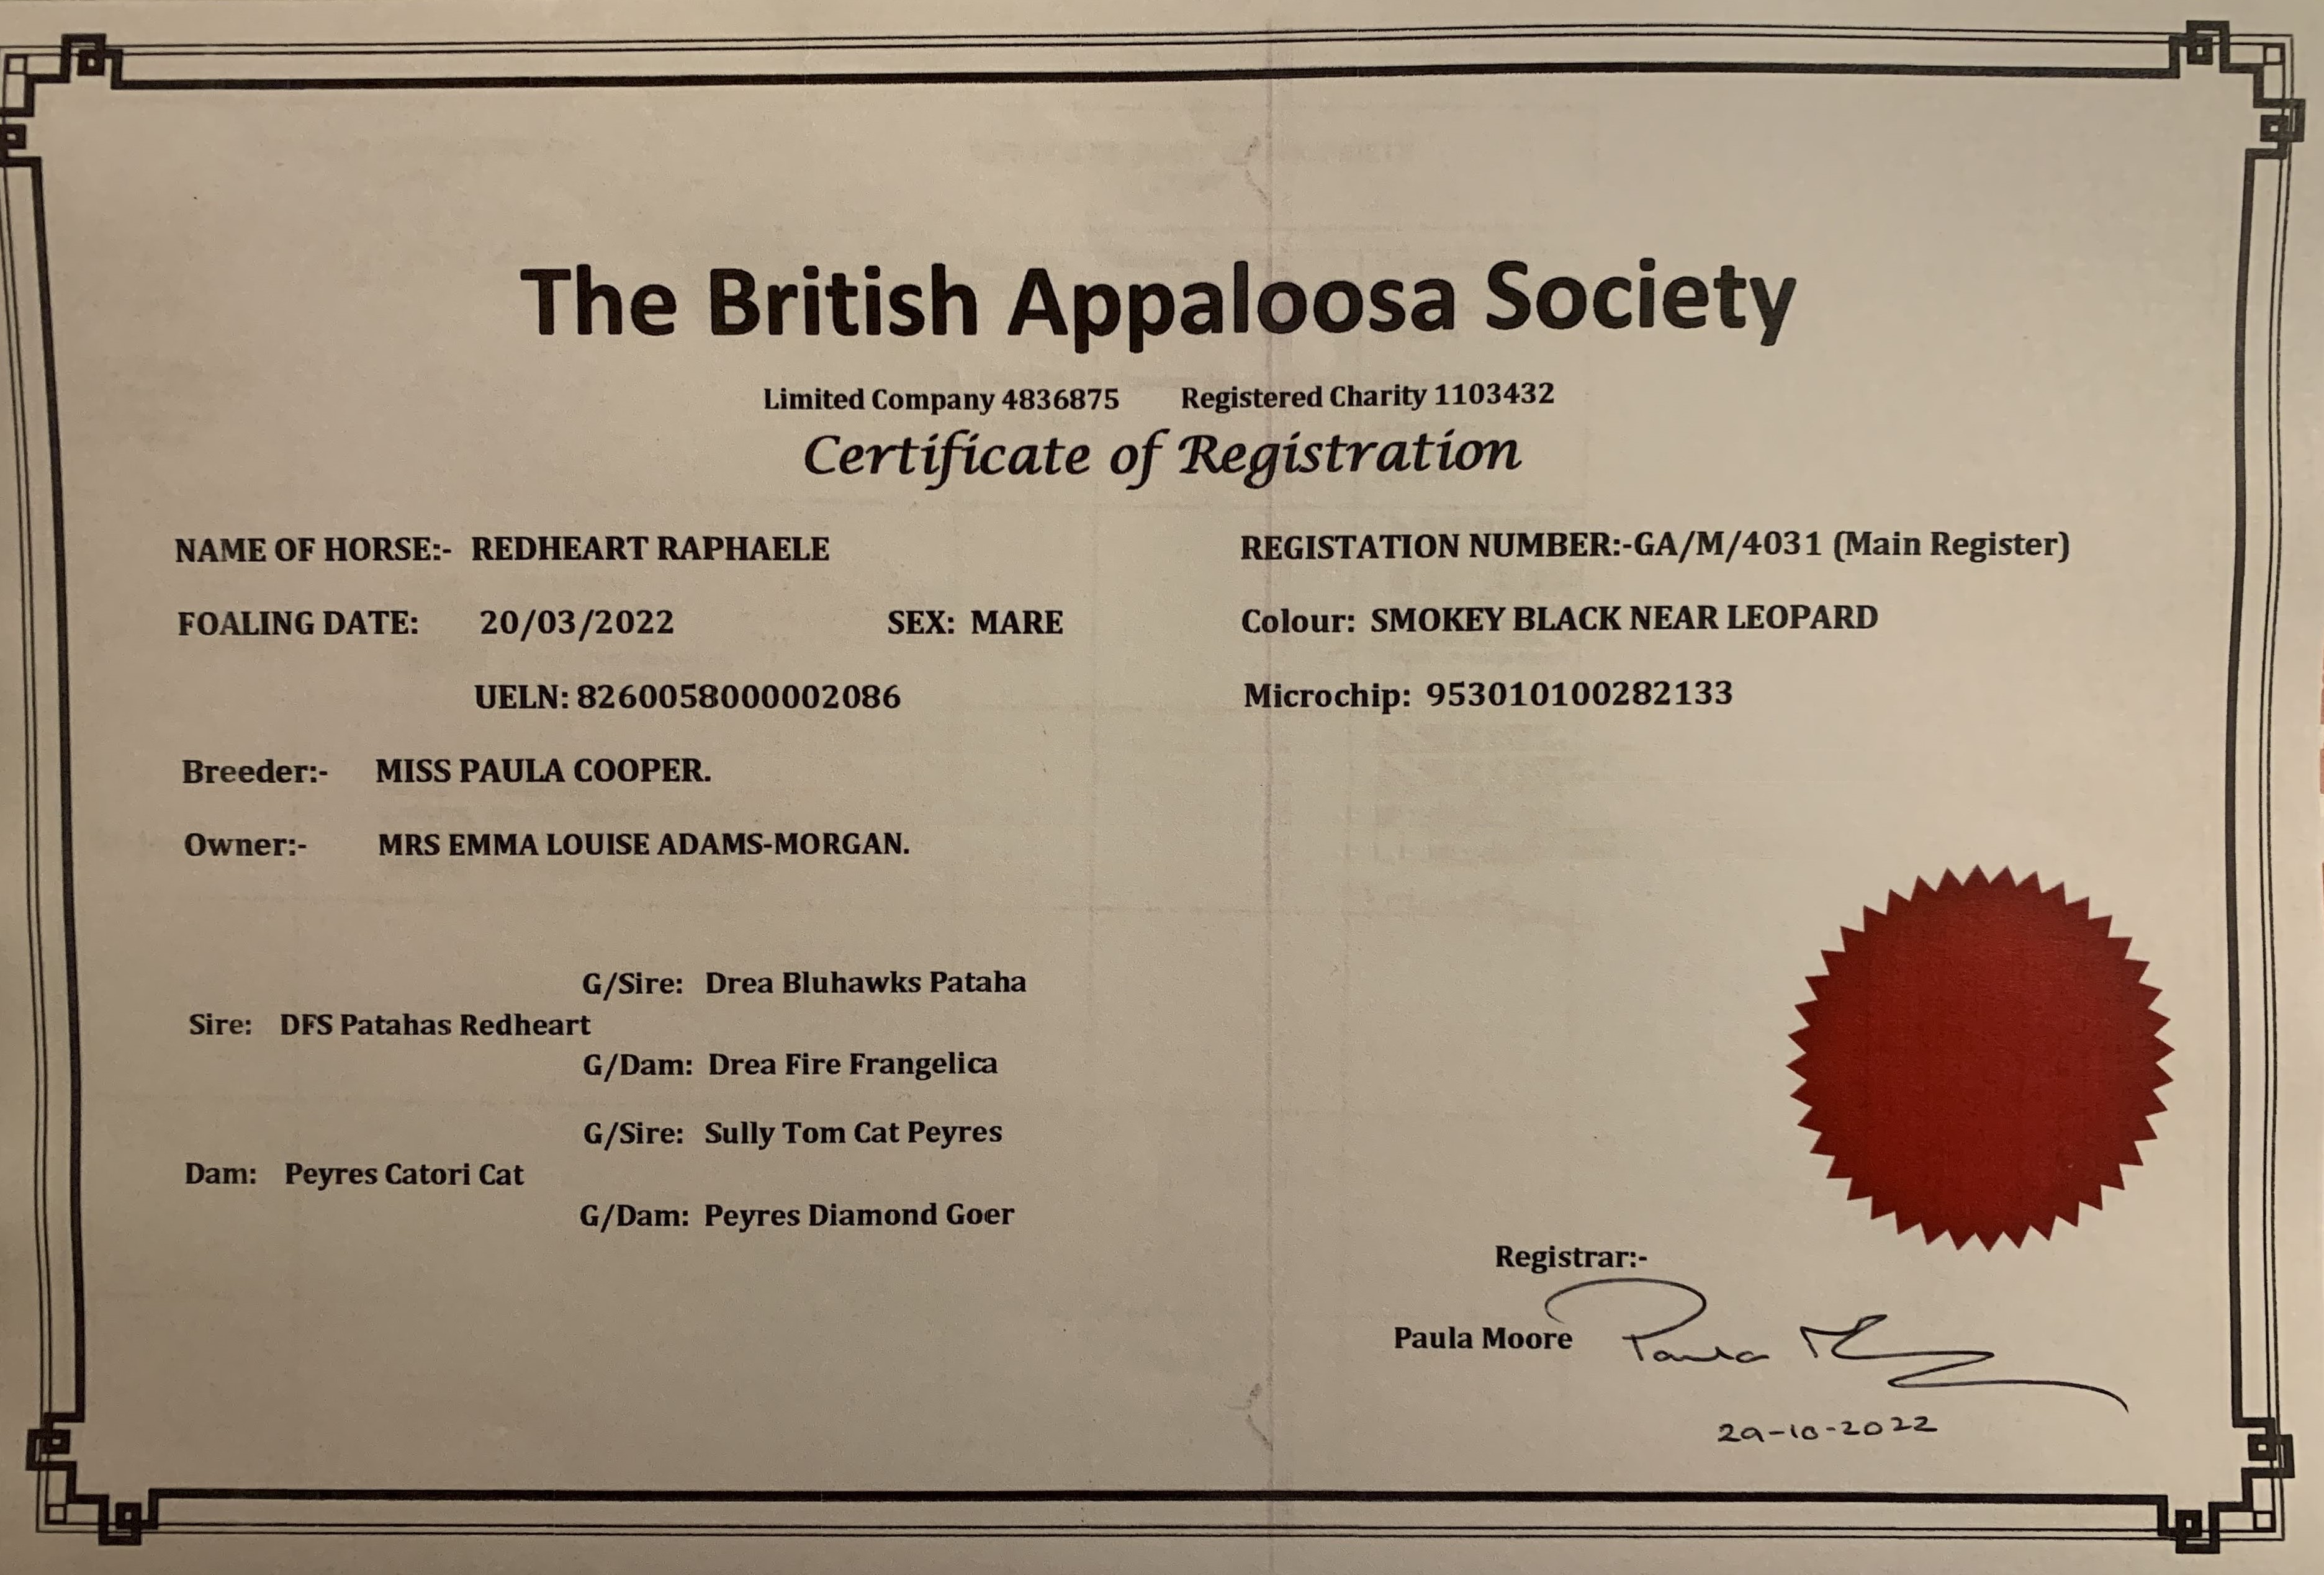 The British Appaloosa Society
Limited Company 4836875 Registered Charity 1103432
Certificate of Registration
NAME OF HORSE:- REDHEART RAPHAELE REGISTATION NUMBER:-GA/M/4031 (Main Register)
FOALING DATE: 20/03/2022 SEX: MARE Colour: SMOKEY BLACK NEAR LEOPARD
UELN: 8260058000002086 Microchip: 953010100282133
Breeder:- MISS PAULA COOPER.
Owner:- MRS EMMA LOUISE ADAMS-MORGAN.
G/Sire: Drea Bluhawks Pataha
Sire: DFS Patahas Redheart
G/Dam: Drea Fire Frangelica
G/Sire: Sully Tom Cat Peyres
Dam: Peyres Catori Cat
G/Dam: Peyres Diamond Goer
Registrar:-
Paula Moore Paula
29-10-2022